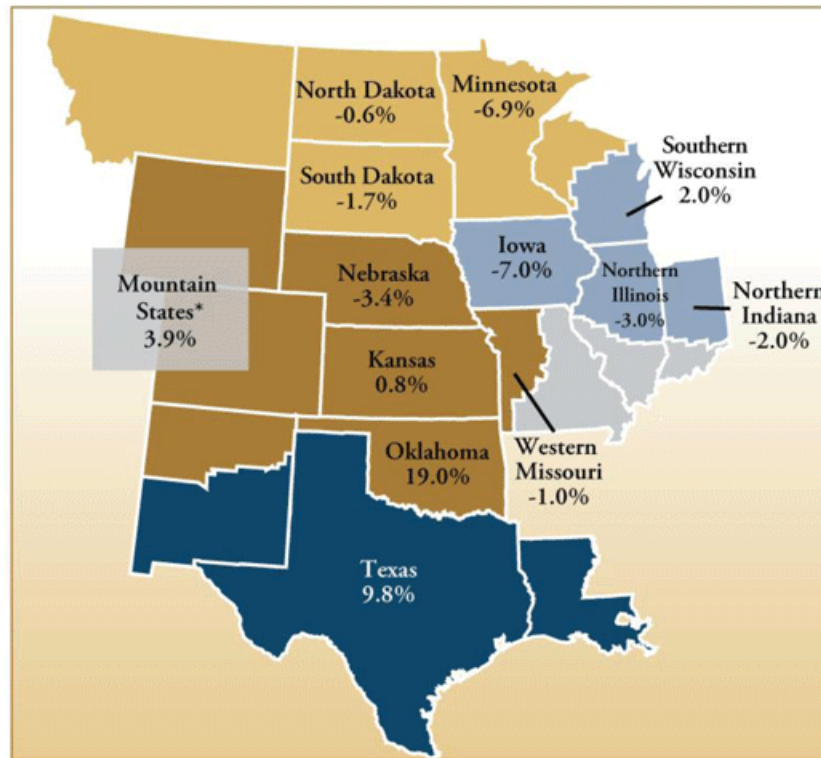 North Dakota
-0.6%
Minnesota
-6.9%
Southern
Wisconsin
2.0%
South Dakota
-1.7%
Iowa
-7.0%
Northern
Illinois
-3.0%
Northern
Indiana
-2.0%
Mountain
States*
3.9%
Nebraska
-3.4%
Kansas
0.8%
Oklahoma
19.0%
Western
Missouri
-1.0%
Texas
9.8%